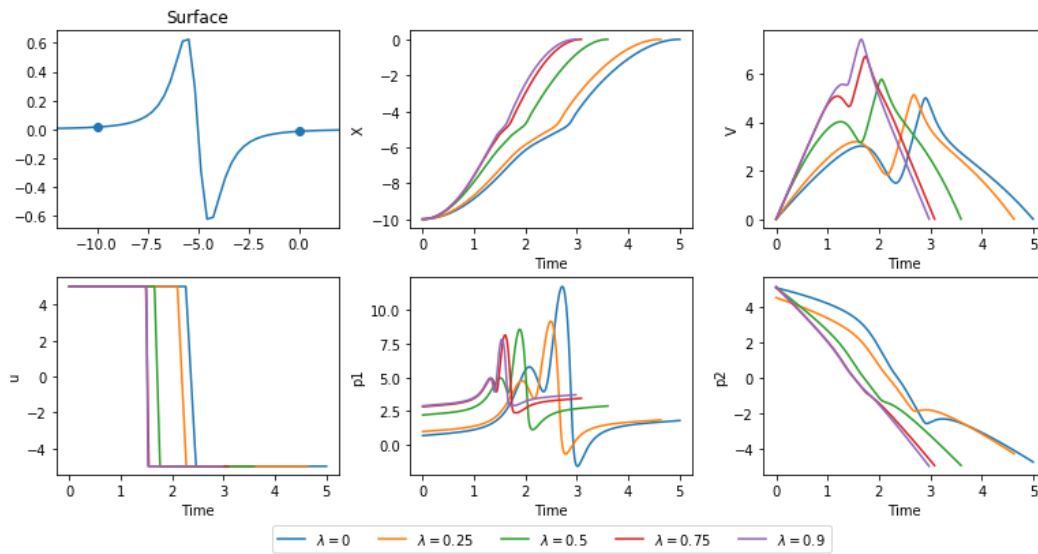 Surface
0.6
0.4
0.2
0.0
−0.2
−0.4
−0.6
−10.0 −7.5 −5.0 −2.5 0.0
X
0
−2
−4
−6
−8
−10
0 1 2 3 4 5
Time
V
6
4
2
0
0 1 2 3 4 5
Time
u
4
2
0
−2
−4
0 1 2 3 4 5
Time
p1
10.0
7.5
5.0
2.5
0.0
0 1 2 3 4 5
Time
p2
4
2
0
−2
−4
0 1 2 3 4 5
Time
λ = 0 λ = 0.25 λ = 0.5 λ = 0.75 λ = 0.9